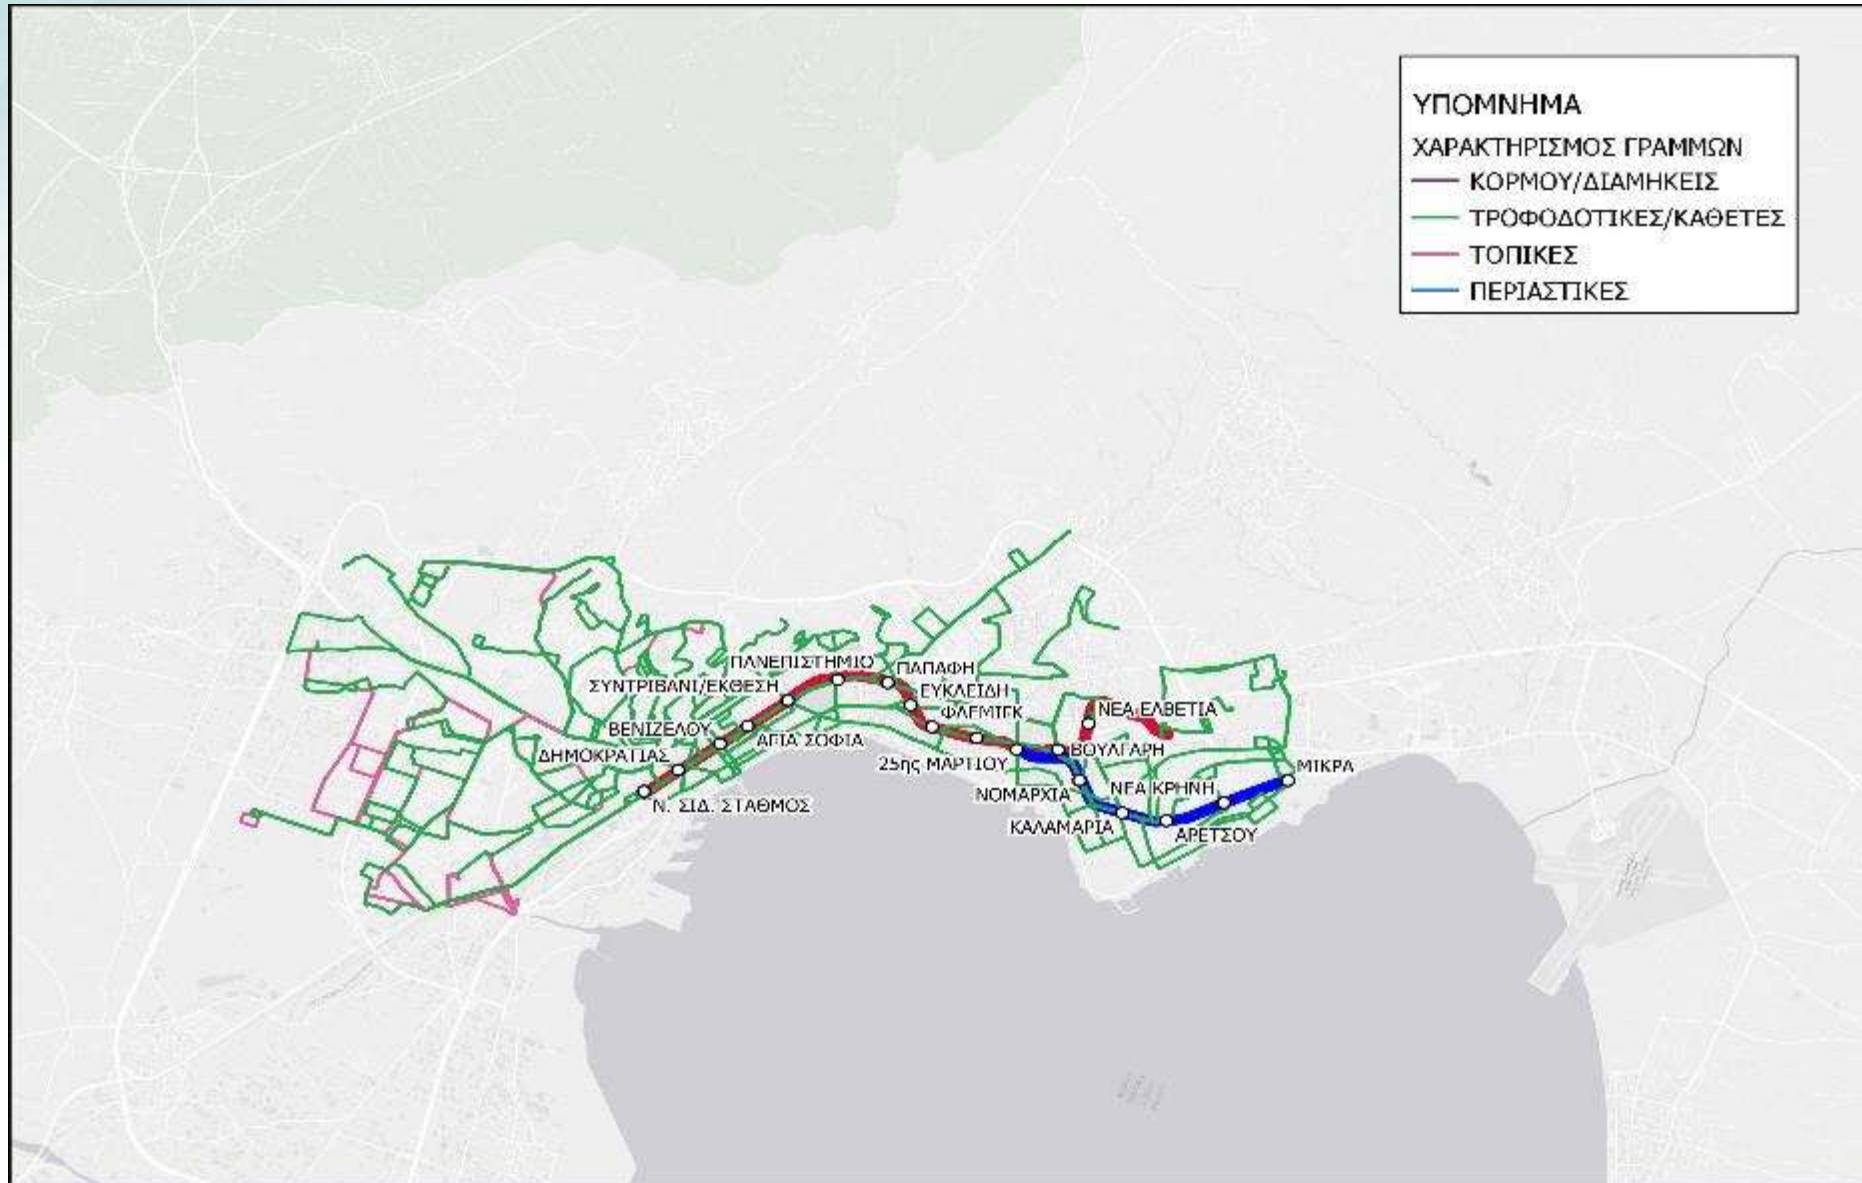 ΥΠΟΜΝΗΜΑ
ΧΑΡΑΚΤΗΡΙΣΜΟΣ ΓΡΑΜΜΩΝ
ΚΟΡΜΟΥ/ΔΙΑΜΗΚΕΙΣ
ΤΡΟΦΟΔΟΤΙΚΕΣ/ΚΑΘΕΤΕΣ
ΤΟΠΙΚΕΣ
ΠΕΡΙΑΣΤΙΚΕΣ
ΠΑΝΕΠΙΣΤΗΜΙΟ
ΠΑΠΑΦΗ
ΣΥΝΤΡΙΒΑΝΙ/ΕΚΘΕΣΗ
ΕΥΚΛΕΙΔΗ
ΦΛΕΜΙΓΚ
ΝΕΑ ΕΛΒΕΤΙΑ
ΒΕΝΙΖΕΛΟΥ
ΑΓΙΑ ΣΟΦΙΑ
ΔΗΜΟΚΡΑΤΙΑΣ
25ης ΜΑΡΤΙΟΥ
ΒΟΥΛΓΑΡΗ
ΜΙΚΡΑ
ΝΟΜΑΡΧΙΑ
ΝΕΑ ΚΡΗΝΗ
Ν. ΣΙΔ. ΣΤΑΘΜΟΣ
ΚΑΛΑΜΑΡΙΑ
ΑΡΕΤΣΟΥ